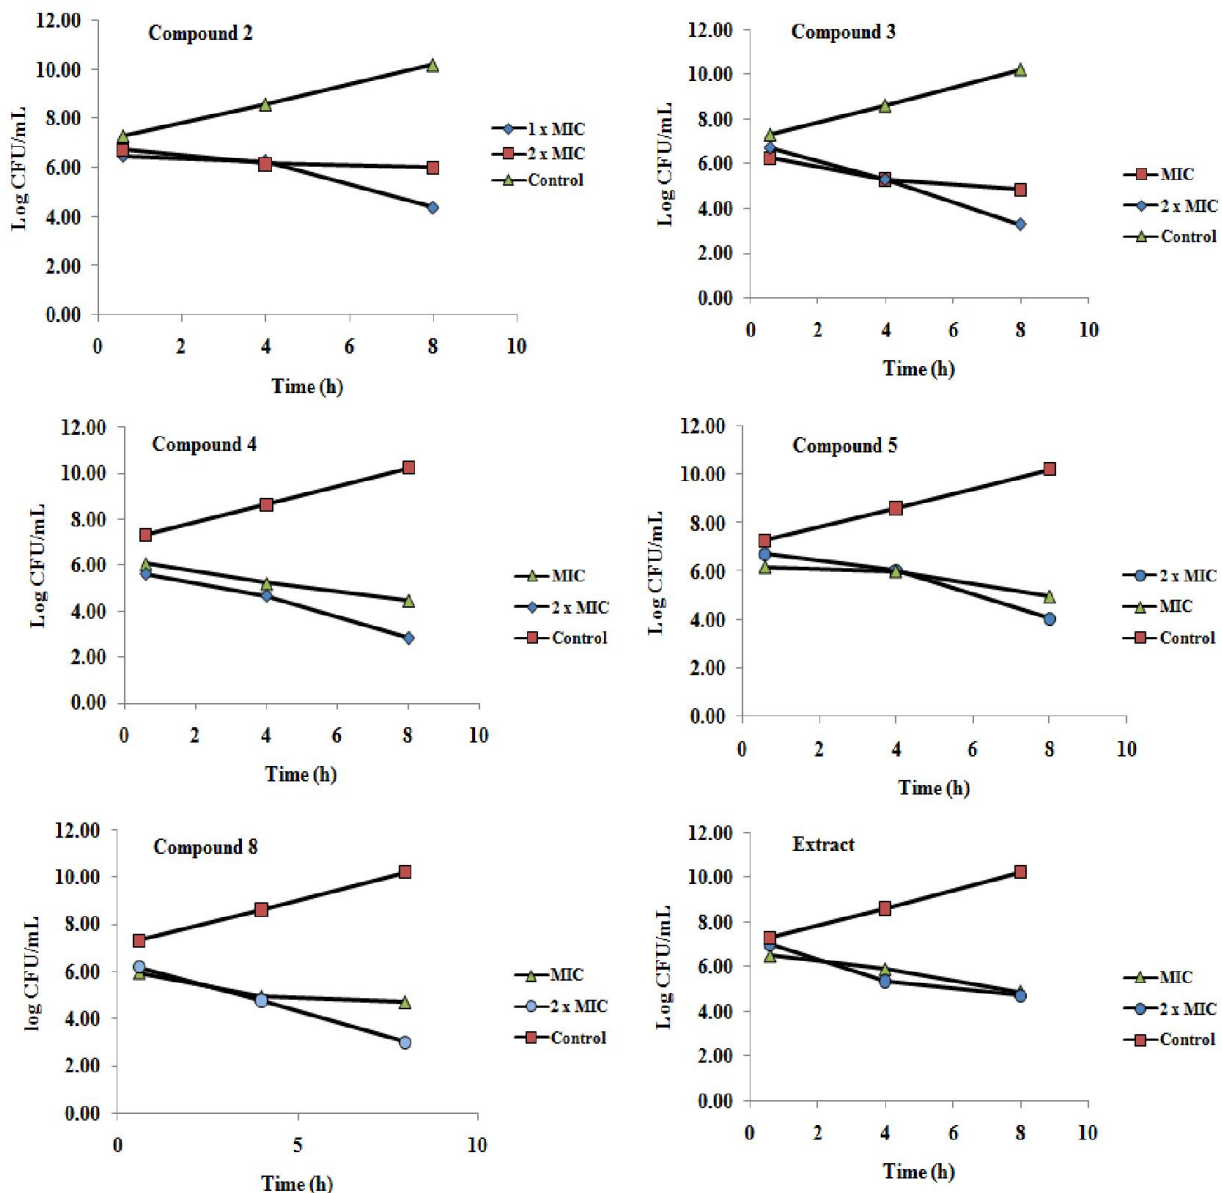 Compound 2
Log CFU/mL
12.00
10.00
8.00
6.00
4.00
2.00
0.00
0 2 4 6 8 10
Time (h)
1 x MIC
2 x MIC
Control
Compound 3
Log CFU/mL
12.00
10.00
8.00
6.00
4.00
2.00
0.00
0 2 4 6 8 10
Time (h)
MIC
2 x MIC
Control
Compound 4
Log CFU/mL
12.00
10.00
8.00
6.00
4.00
2.00
0.00
0 2 4 6 8 10
Time (h)
MIC
2 x MIC
Control
Compound 5
Log CFU/mL
12.00
10.00
8.00
6.00
4.00
2.00
0.00
0 2 4 6 8 10
Time (h)
2 x MIC
MIC
Control
Compound 8
log CFU/mL
12.00
10.00
8.00
6.00
4.00
2.00
0.00
0 5 10
Time (h)
MIC
2 x MIC
Control
Extract
Log CFU/mL
12.00
10.00
8.00
6.00
4.00
2.00
0.00
0 2 4 6 8 10
Time (h)
MIC
2 x MIC
Control